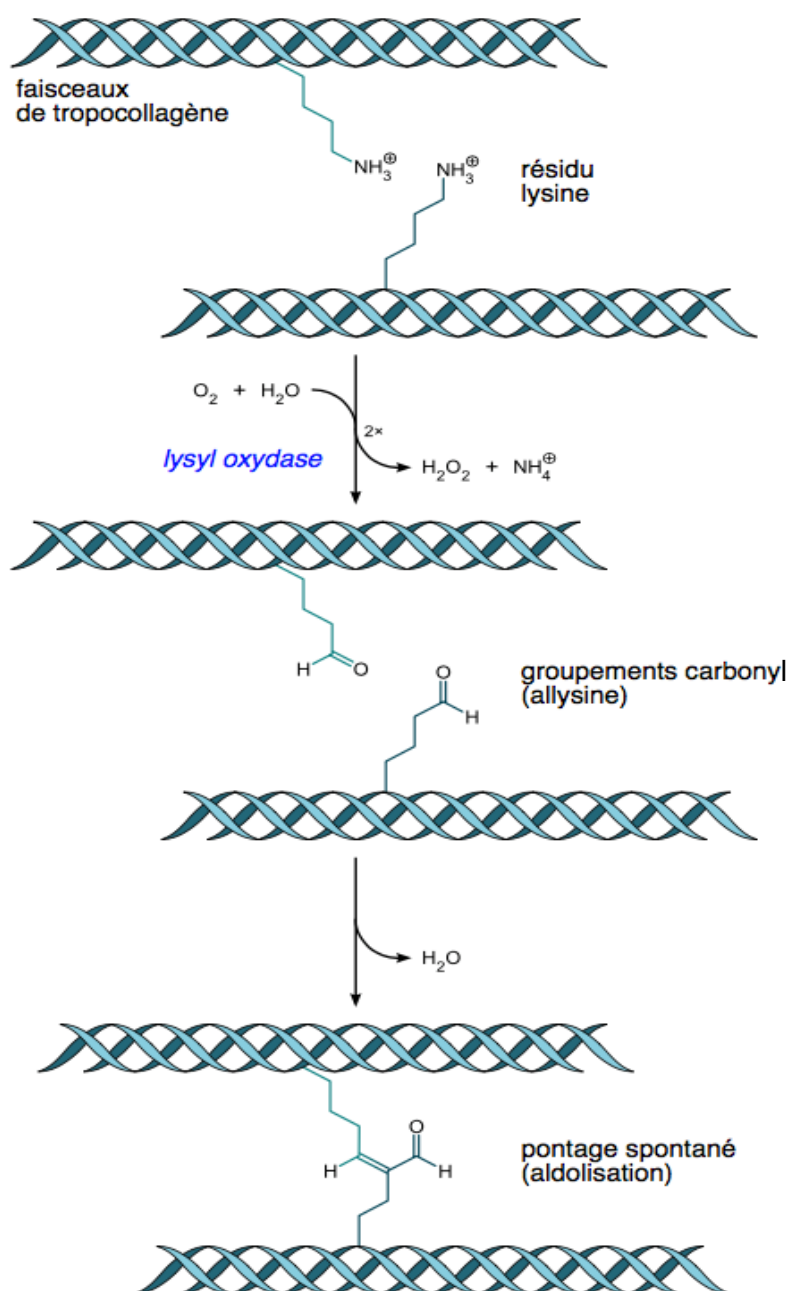 faisceaux
de tropocollagène
NH₃⊕
NH₃⊕
résidu
lysine
O₂ + H₂O
2×
lysyl oxydase
H₂O₂ + NH₄⊕
H
O
O
H
groupements carbonyl
(allysine)
H₂O
O
H
H
pontage spontané
(aldolisation)